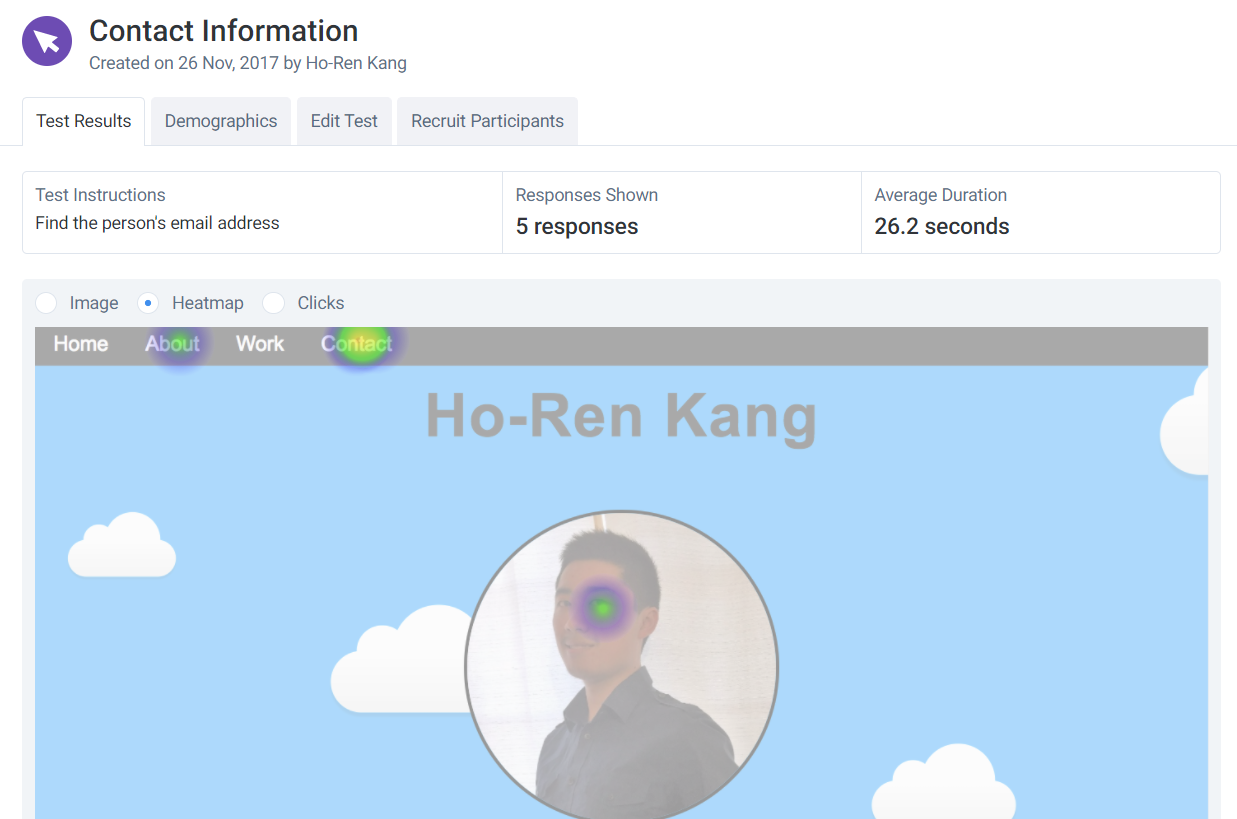 Contact Information
Created on 26 Nov, 2017 by Ho-Ren Kang
Test Results Demographics Edit Test Recruit Participants
Test Instructions
Find the person's email address
Responses Shown
5 responses
Average Duration
26.2 seconds
Image Heatmap Clicks
Home About Work Contact
Ho-Ren Kang